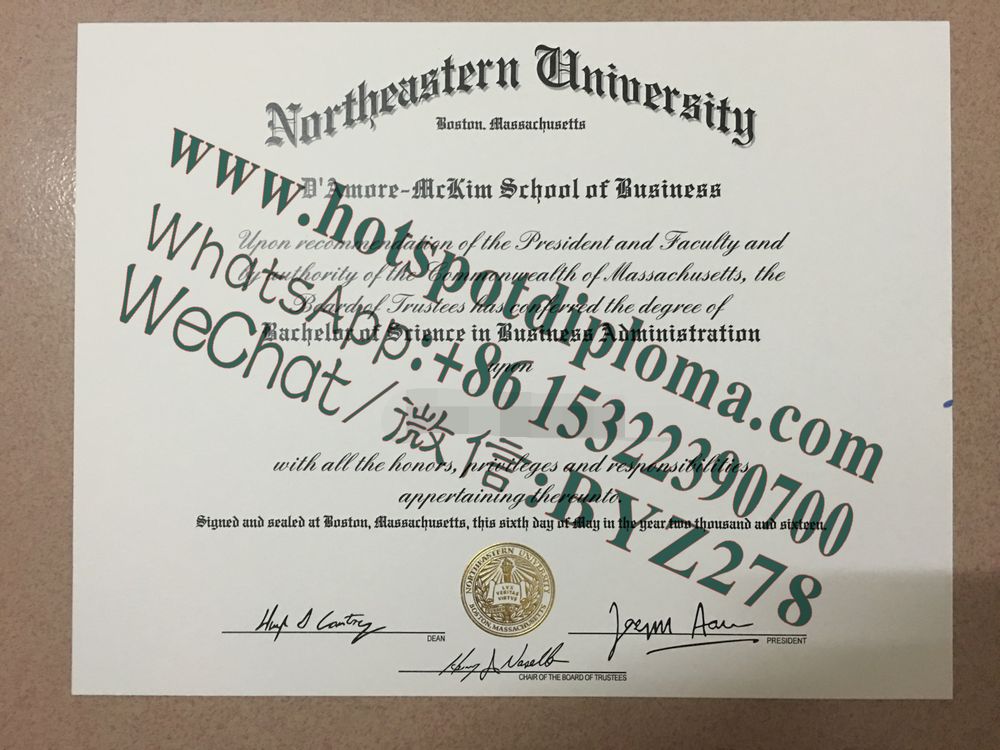 Northeastern University
Boston, Massachusetts
D'Amore-McKim School of Business
Upon recommendation of the President and Faculty and
by authority of the Commonwealth of Massachusetts, the
Board of Trustees has conferred the degree of
Bachelor of Science in Business Administration
upon
with all the honors, privileges and responsibilities
appertaining thereunto.
Signed and sealed at Boston, Massachusetts, this sixth day of May in the year two thousand and sixteen.
NORTHEASTERN UNIVERSITY
LVX
VERITAS
VIRTVS
BOSTON, MASSACHUSETTS
DEAN
PRESIDENT
CHAIR OF THE BOARD OF TRUSTEES
www.hotspotdiploma.com
WhatsApp:+86 15322390700
WeChat/微信:BYZ278